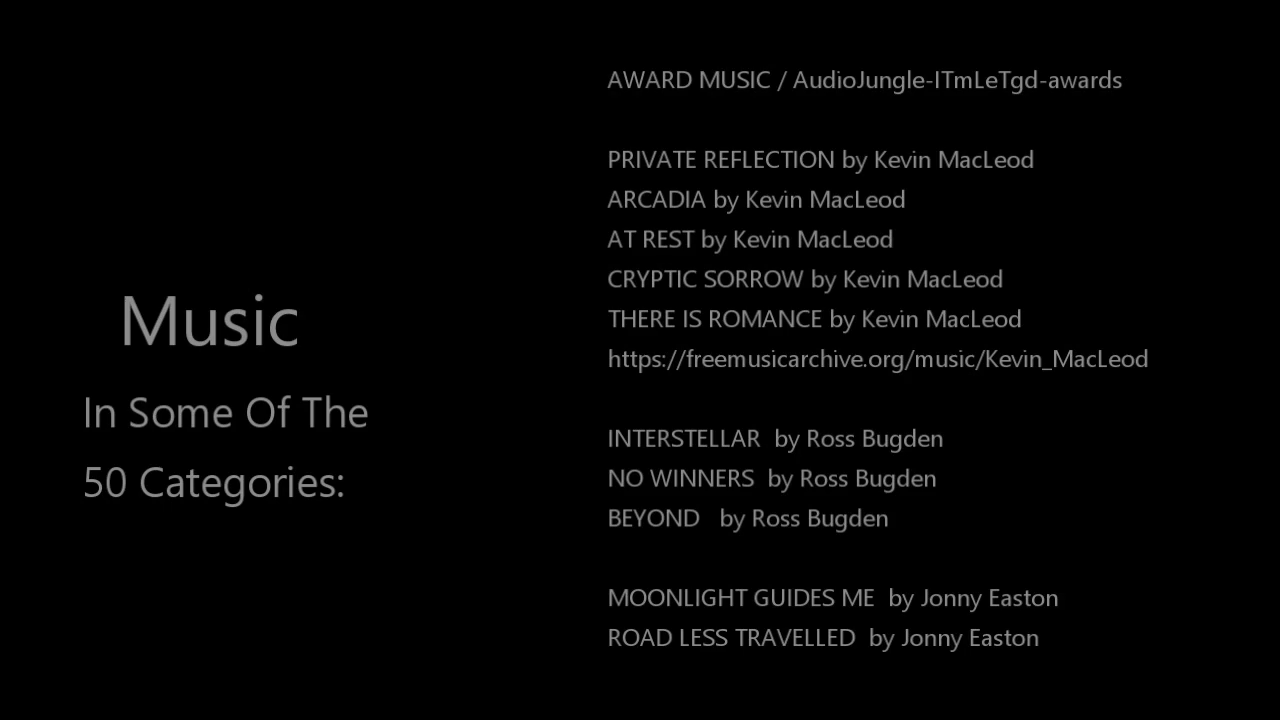 Music
In Some Of The
50 Categories:
AWARD MUSIC / AudioJungle-ITmLeTgd-awards
PRIVATE REFLECTION by Kevin MacLeod
ARCADIA by Kevin MacLeod
AT REST by Kevin MacLeod
CRYPTIC SORROW by Kevin MacLeod
THERE IS ROMANCE by Kevin MacLeod
https://freemusicarchive.org/music/Kevin_MacLeod
INTERSTELLAR  by Ross Bugden
NO WINNERS  by Ross Bugden
BEYOND   by Ross Bugden
MOONLIGHT GUIDES ME  by Jonny Easton
ROAD LESS TRAVELLED  by Jonny Easton